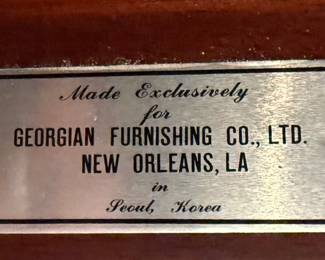 Made Exclusively
for
GEORGIAN FURNISHING CO., LTD.
NEW ORLEANS, LA
in
Seoul, Korea